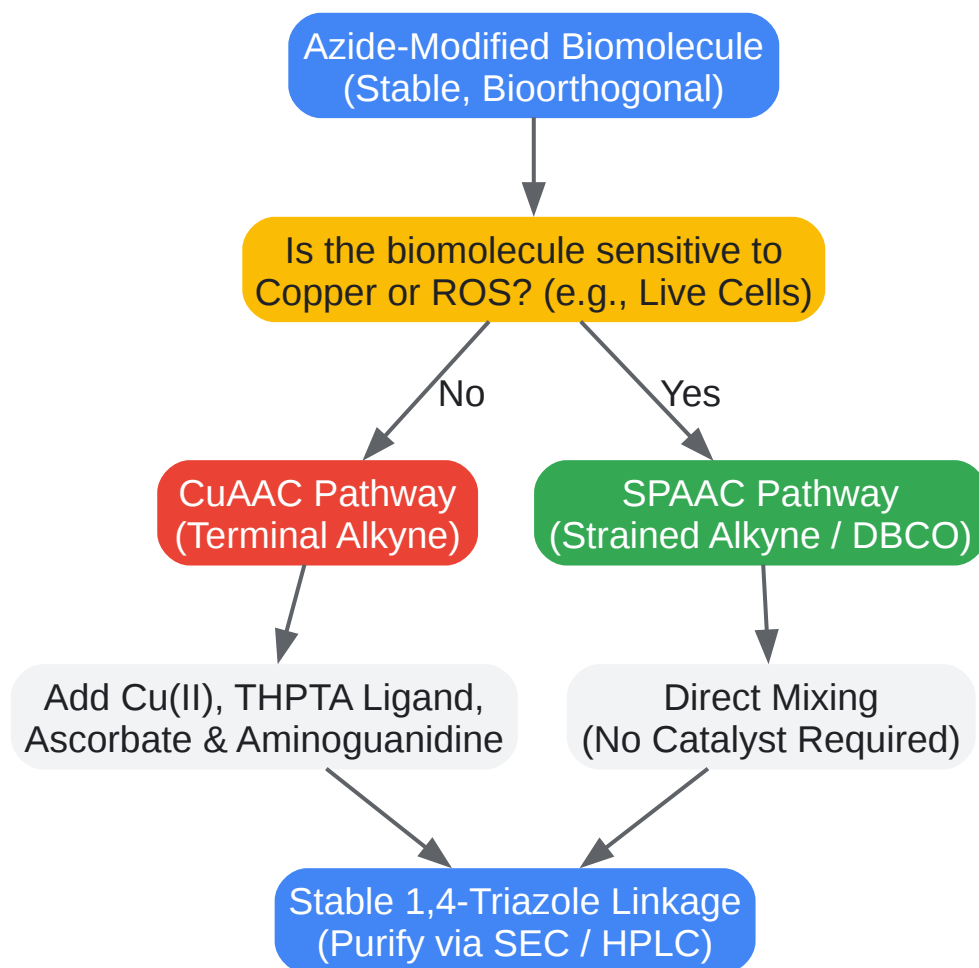 Azide-Modified Biomolecule
(Stable, Bioorthogonal)
Is the biomolecule sensitive to
Copper or ROS? (e.g., Live Cells)
No
Yes
CuAAC Pathway
(Terminal Alkyne)
SPAAC Pathway
(Strained Alkyne / DBCO)
Add Cu(II), THPTA Ligand,
Ascorbate & Aminoguanidine
Direct Mixing
(No Catalyst Required)
Stable 1,4-Triazole Linkage
(Purify via SEC / HPLC)